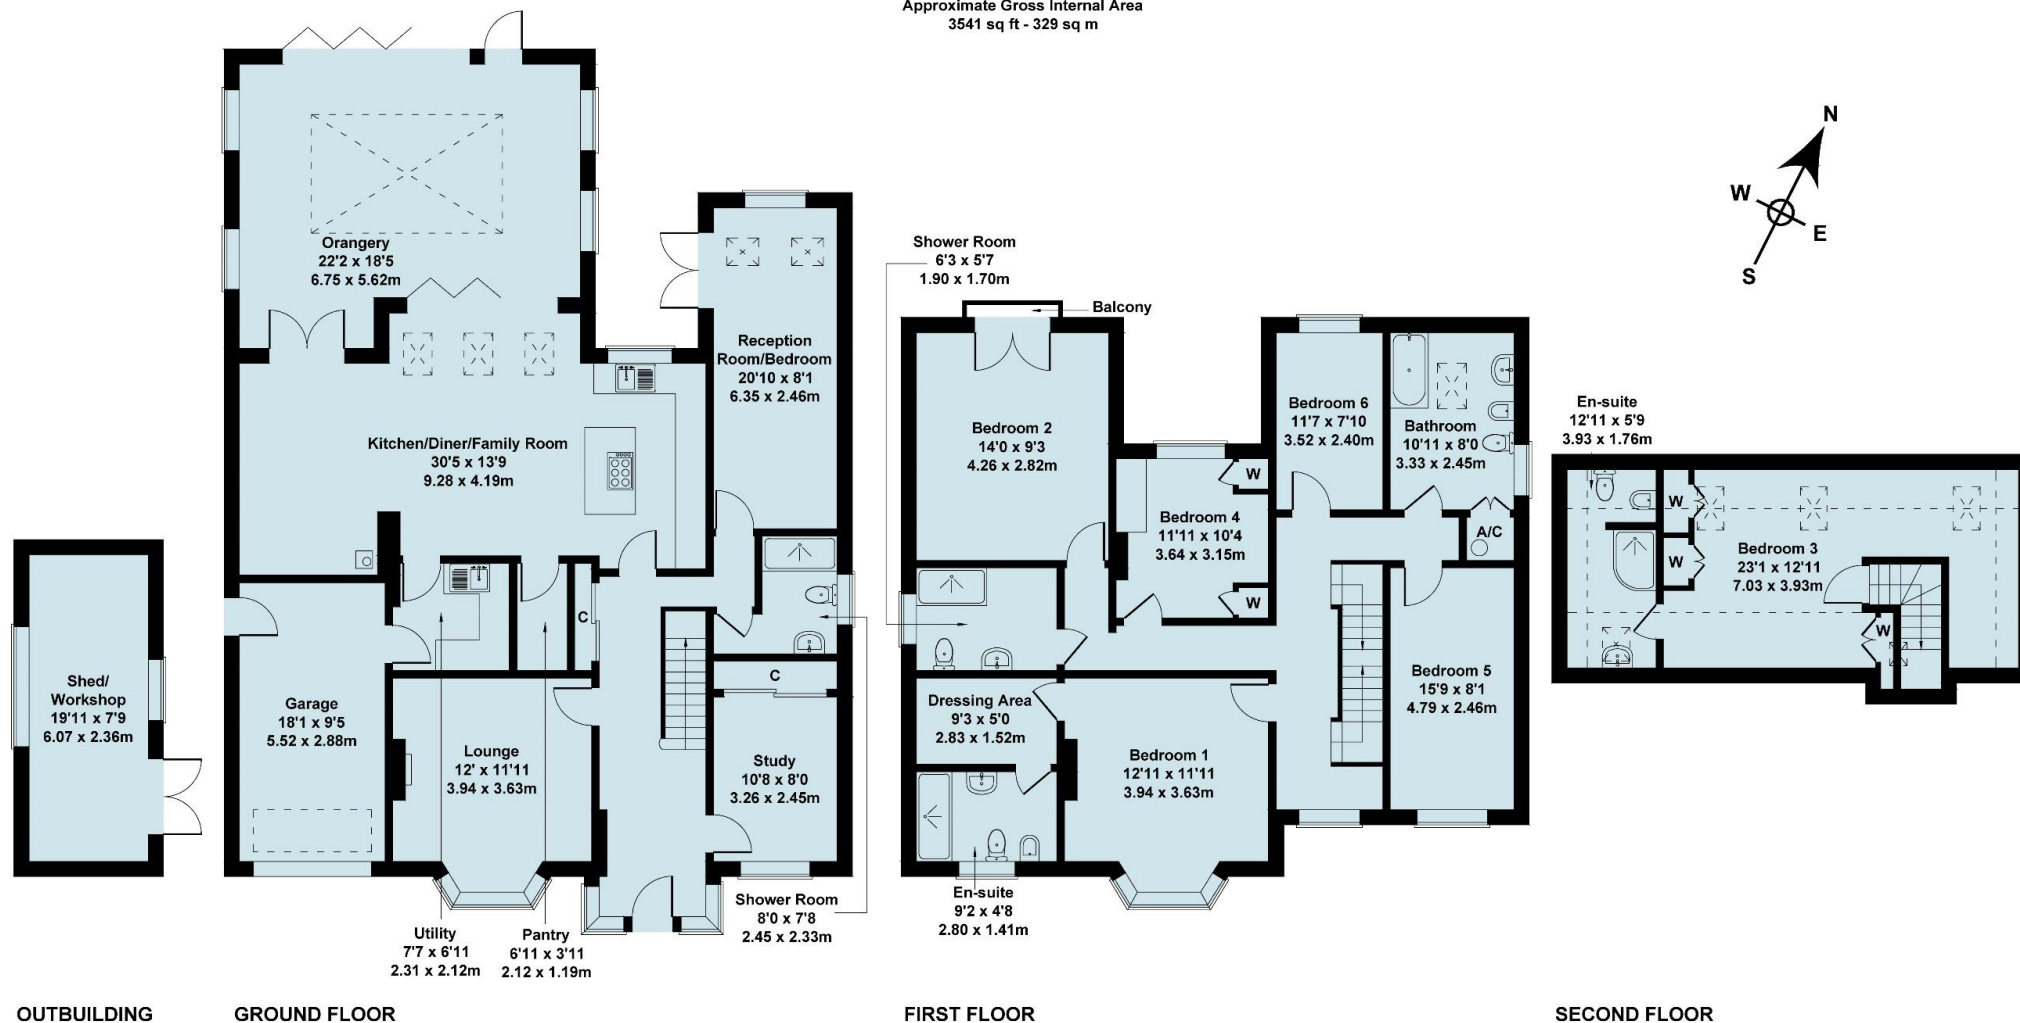 Approximate Gross Internal Area
3541 sq ft - 329 sq m
N
W
E
S
Orangery
22'2 x 18'5
6.75 x 5.62m
Reception
Room/Bedroom
20'10 x 8'1
6.35 x 2.46m
Kitchen/Diner/Family Room
30'5 x 13'9
9.28 x 4.19m
C
C
Shed/
Workshop
19'11 x 7'9
6.07 x 2.36m
Garage
18'1 x 9'5
5.52 x 2.88m
Lounge
12' x 11'11
3.94 x 3.63m
Study
10'8 x 8'0
3.26 x 2.45m
Shower Room
8'0 x 7'8
2.45 x 2.33m
Utility
7'7 x 6'11
2.31 x 2.12m
Pantry
6'11 x 3'11
2.12 x 1.19m
Shower Room
6'3 x 5'7
1.90 x 1.70m
Balcony
Bedroom 2
14'0 x 9'3
4.26 x 2.82m
Bedroom 6
11'7 x 7'10
3.52 x 2.40m
Bathroom
10'11 x 8'0
3.33 x 2.45m
W
Bedroom 4
11'11 x 10'4
3.64 x 3.15m
W
A/C
Dressing Area
9'3 x 5'0
2.83 x 1.52m
Bedroom 1
12'11 x 11'11
3.94 x 3.63m
Bedroom 5
15'9 x 8'1
4.79 x 2.46m
En-suite
9'2 x 4'8
2.80 x 1.41m
En-suite
12'11 x 5'9
3.93 x 1.76m
W
W
Bedroom 3
23'1 x 12'11
7.03 x 3.93m
W
OUTBUILDING
GROUND FLOOR
FIRST FLOOR
SECOND FLOOR